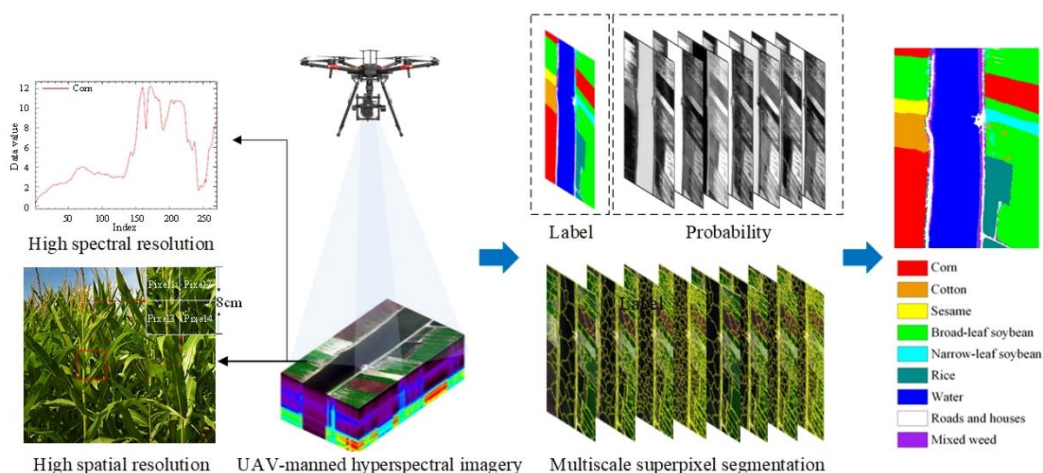 Corn
Data value
12
10
8
6
4
2
0
50
100
150
200
250
Index
High spectral resolution
Pixel1
Pixel2
Pixel3
Pixel4
8cm
High spatial resolution
UAV-manned hyperspectral imagery
Label
Probability
Label
Multiscale superpixel segmentation
Corn
Cotton
Sesame
Broad-leaf soybean
Narrow-leaf soybean
Rice
Water
Roads and houses
Mixed weed